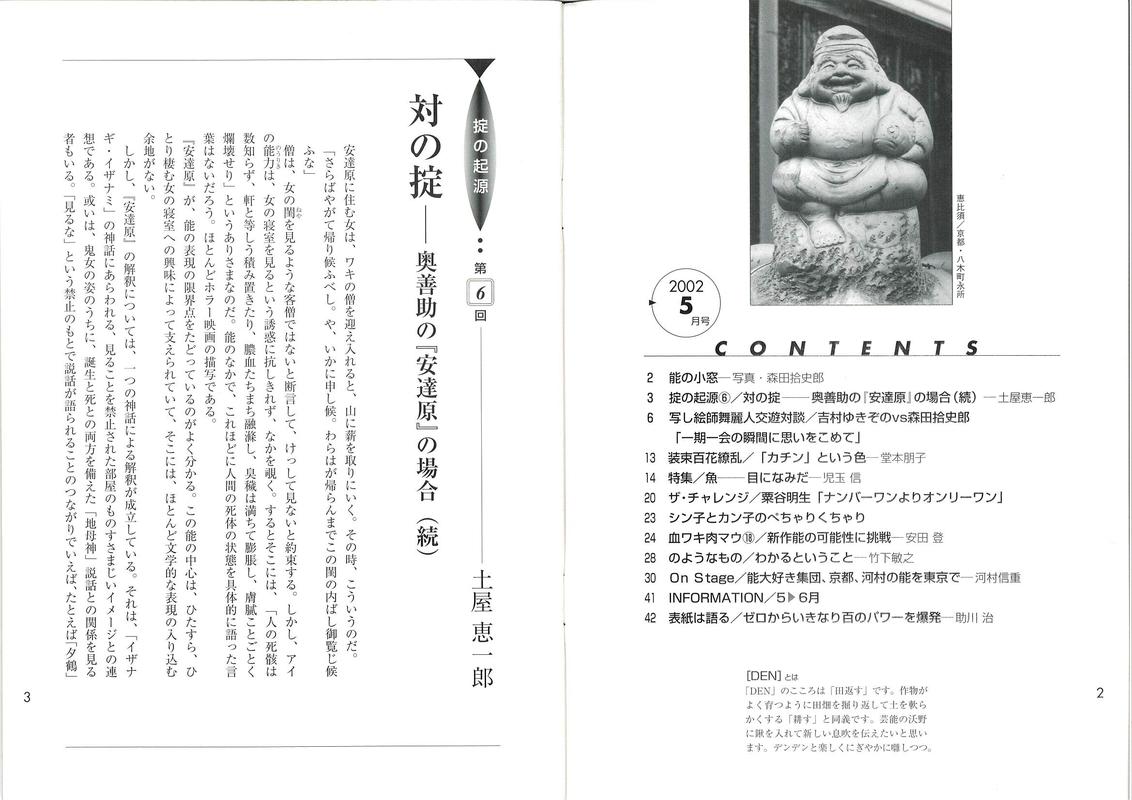 恵比須／京都・八木町永所
2002
5
月号
CONTENTS
2 能の小窓─写真・森田拾史郎
3 掟の起源⑥／対の掟──奥善助の『安達原』の場合（続）─土屋恵一郎
6 写し絵師舞麗人交遊対談／吉村ゆきぞのvs森田拾史郎
「一期一会の瞬間に思いをこめて」
13 装束百花繚乱／「カチン」という色─堂本朋子
14 特集／魚──目になみだ─児玉 信
20 ザ・チャレンジ／粟谷明生「ナンバーワンよりオンリーワン」
23 シン子とカン子のぺちゃりくちゃり
24 血ワキ肉マウ⑱／新作能の可能性に挑戦─安田 登
28 のようなもの／わかるということ─竹下敏之
30 On Stage／能大好き集団、京都、河村の能を東京で─河村信重
41 INFORMATION／5▶6月
42 表紙は語る／ゼロからいきなり百のパワーを爆発─助川 治
［DEN］とは
「DEN」のこころは「田返す」です。作物が
よく育つように田畑を掘り返して土を軟ら
かくする「耕す」と同義です。芸能の沃野
に鍬を入れて新しい息吹を伝えたいと思い
ます。デンデンと楽しくにぎやかに囃しつつ。
2
掟の起源
第6回
対の掟──奥善助の『安達原』の場合（続）
土屋恵一郎
安達原に住む女は、ワキの僧を迎え入れると、山に薪を取りにいく。その時、こういうのだ。
「さらばやがて帰り候ふべし。や、いかに申し候。わらはが帰らんまでこの閨の内ばし御覧じ候
ふな」
僧は、女の閨を見るような客僧ではないと断言して、けっして見ないと約束する。しかし、アイ
の能力は、女の寝室を見るという誘惑に抗しきれず、なかを覗く。するとそこには、「人の死骸は
数知らず、軒と等しう積み置きたり、膿血たちまち融滌し、臭穢は満ちて膨脹し、膚膩ことごとく
爛壊せり」というありさまなのだ。能のなかで、これほどに人間の死体の状態を具体的に語った言
葉はないだろう。ほとんどホラー映画の描写である。
『安達原』が、能の表現の限界点をたどっているのがよく分かる。この能の中心は、ひたすら、ひ
とり棲む女の寝室への興味によって支えられていて、そこには、ほとんど文学的な表現の入り込む
余地がない。
しかし、『安達原』の解釈については、一つの神話による解釈が成立している。それは、「イザナ
ギ・イザナミ」の神話にあらわれる、見ることを禁止された部屋のものすさまじいイメージとの連
想である。或いは、鬼女の姿のうちに、誕生と死との両方を備えた「地母神」説話との関係を見る
者もいる。「見るな」という禁止のもとで説話が語られることのつながりでいえば、たとえば「夕鶴」
3